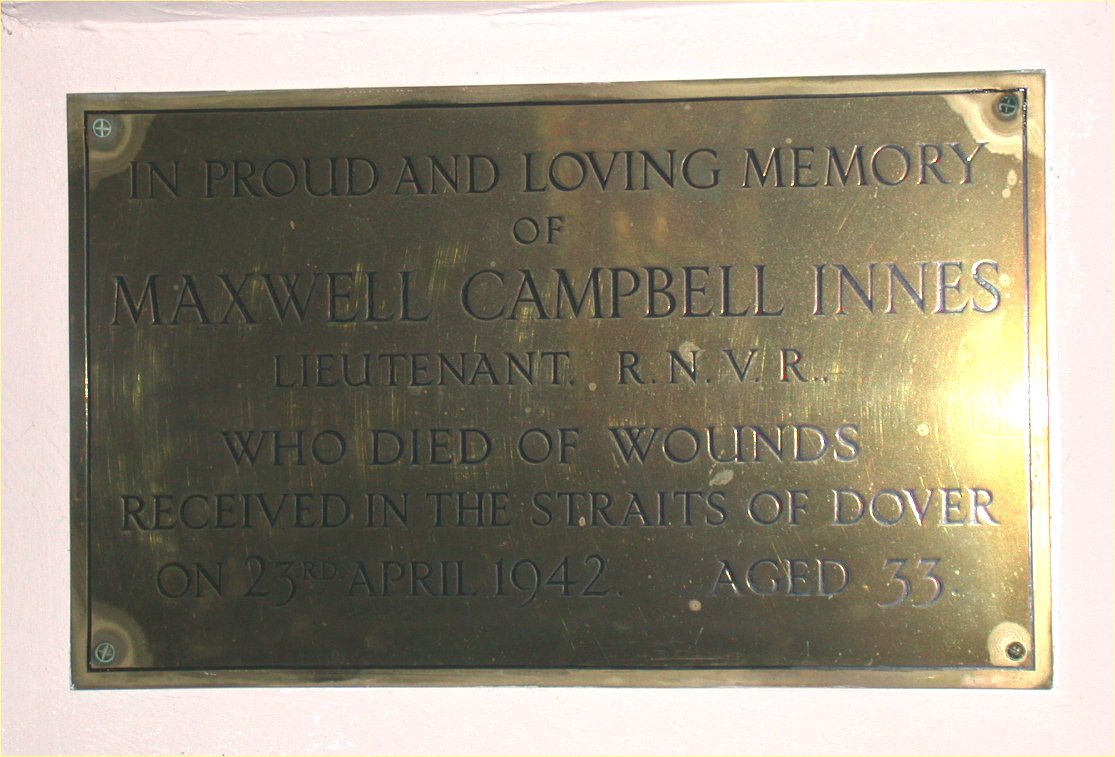 IN PROUD AND LOVING MEMORY
OF
MAXWELL CAMPBELL INNES
LIEUTENANT. R.N.V.R.,
WHO DIED OF WOUNDS
RECEIVED IN THE STRAITS OF DOVER
ON 23RD APRIL 1942. AGED 33.